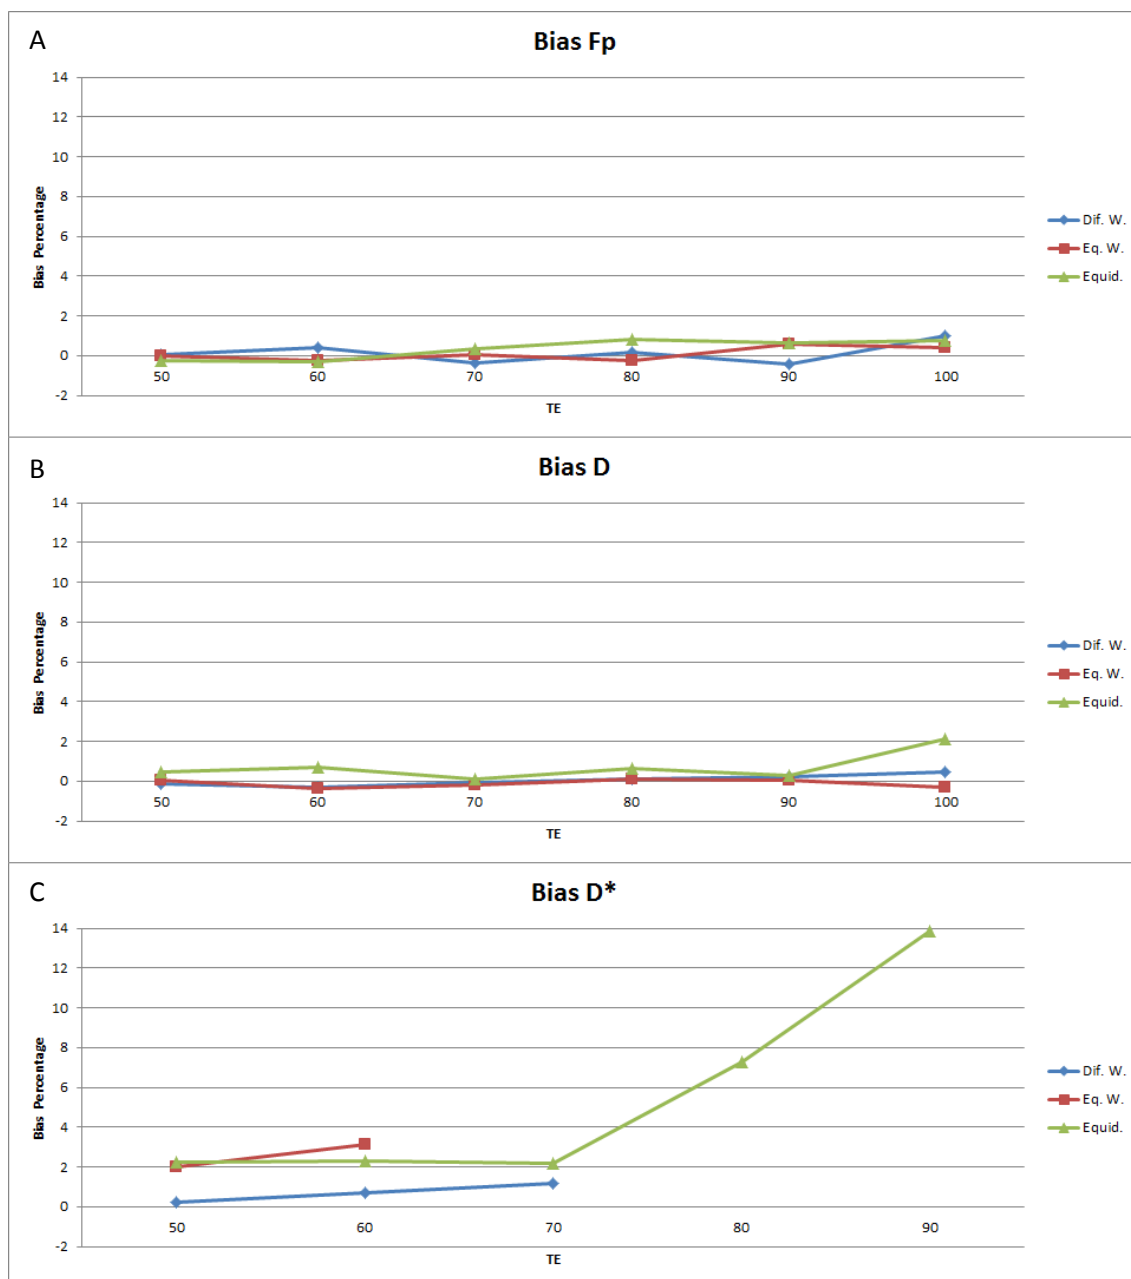 A
Bias Fp
14
12
10
8
6
4
2
0
-2
Bias Percentage
50 60 70 80 90 100
TE
Dif. W.
Eq. W.
Equid.
B
Bias D
14
12
10
8
6
4
2
0
-2
Bias Percentage
50 60 70 80 90 100
TE
Dif. W.
Eq. W.
Equid.
C
Bias D*
14
12
10
8
6
4
2
0
-2
Bias Percentage
50 60 70 80 90
TE
Dif. W.
Eq. W.
Equid.